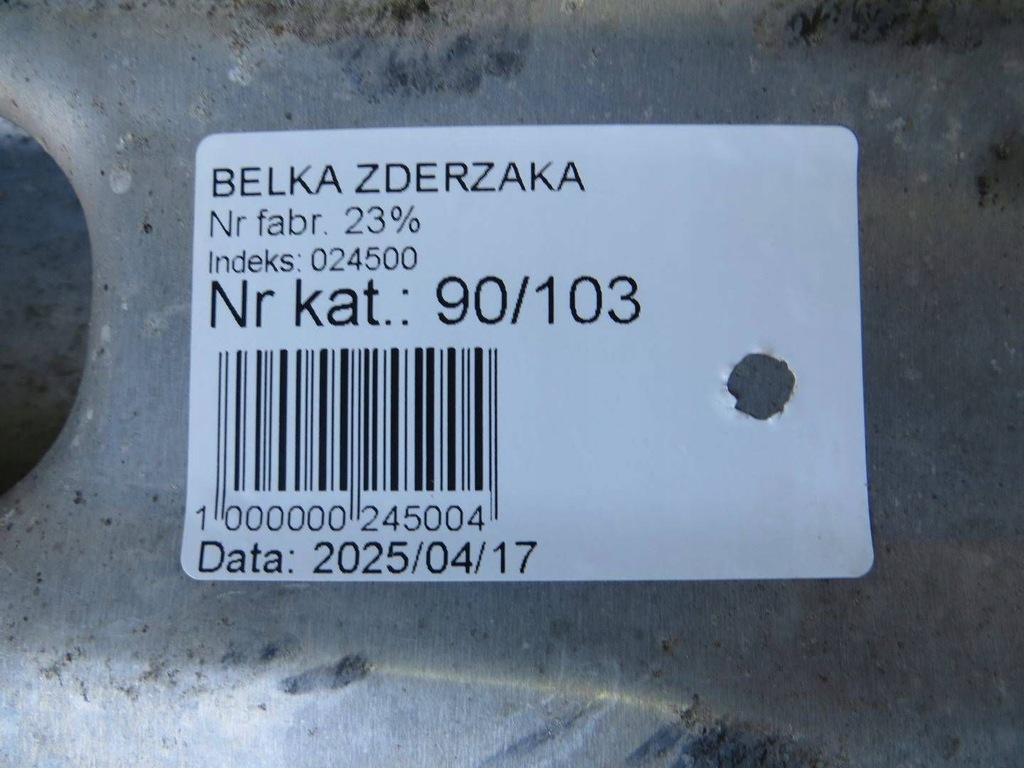 BELKA ZDERZAKA
Nr fabr. 23%
Indeks: 024500
Nr kat.: 90/103
1 000000 245004
Data: 2025/04/17